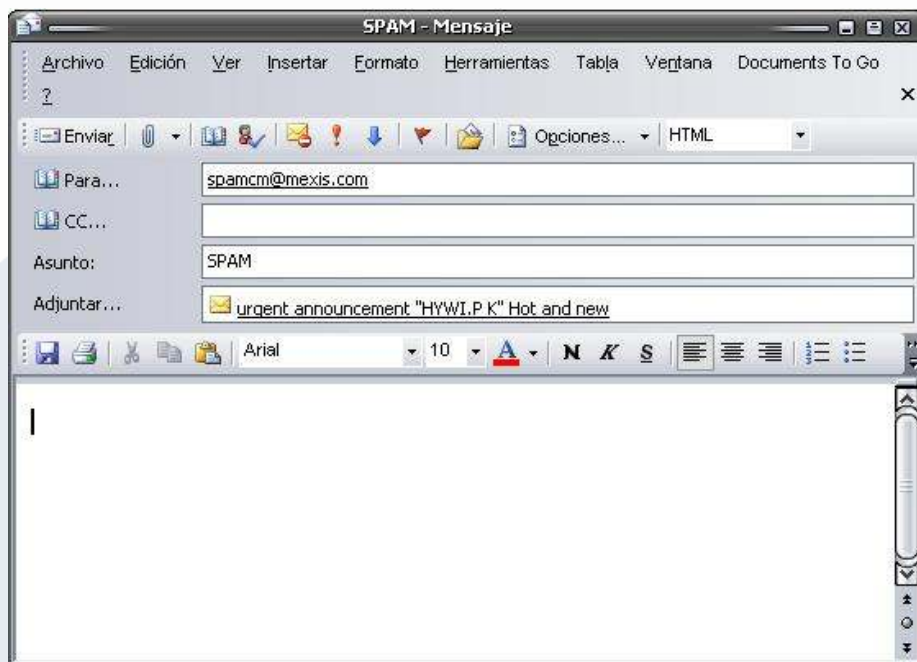 SPAM - Mensaje
Archivo Edición Ver Insertar Formato Herramientas Tabla Ventana Documents To Go
?
Enviar Opciones... HTML
Para... spamcm@mexis.com
CC...
Asunto: SPAM
Adjuntar... urgent announcement "HYWI.P K" Hot and new
Arial 10 A N K S